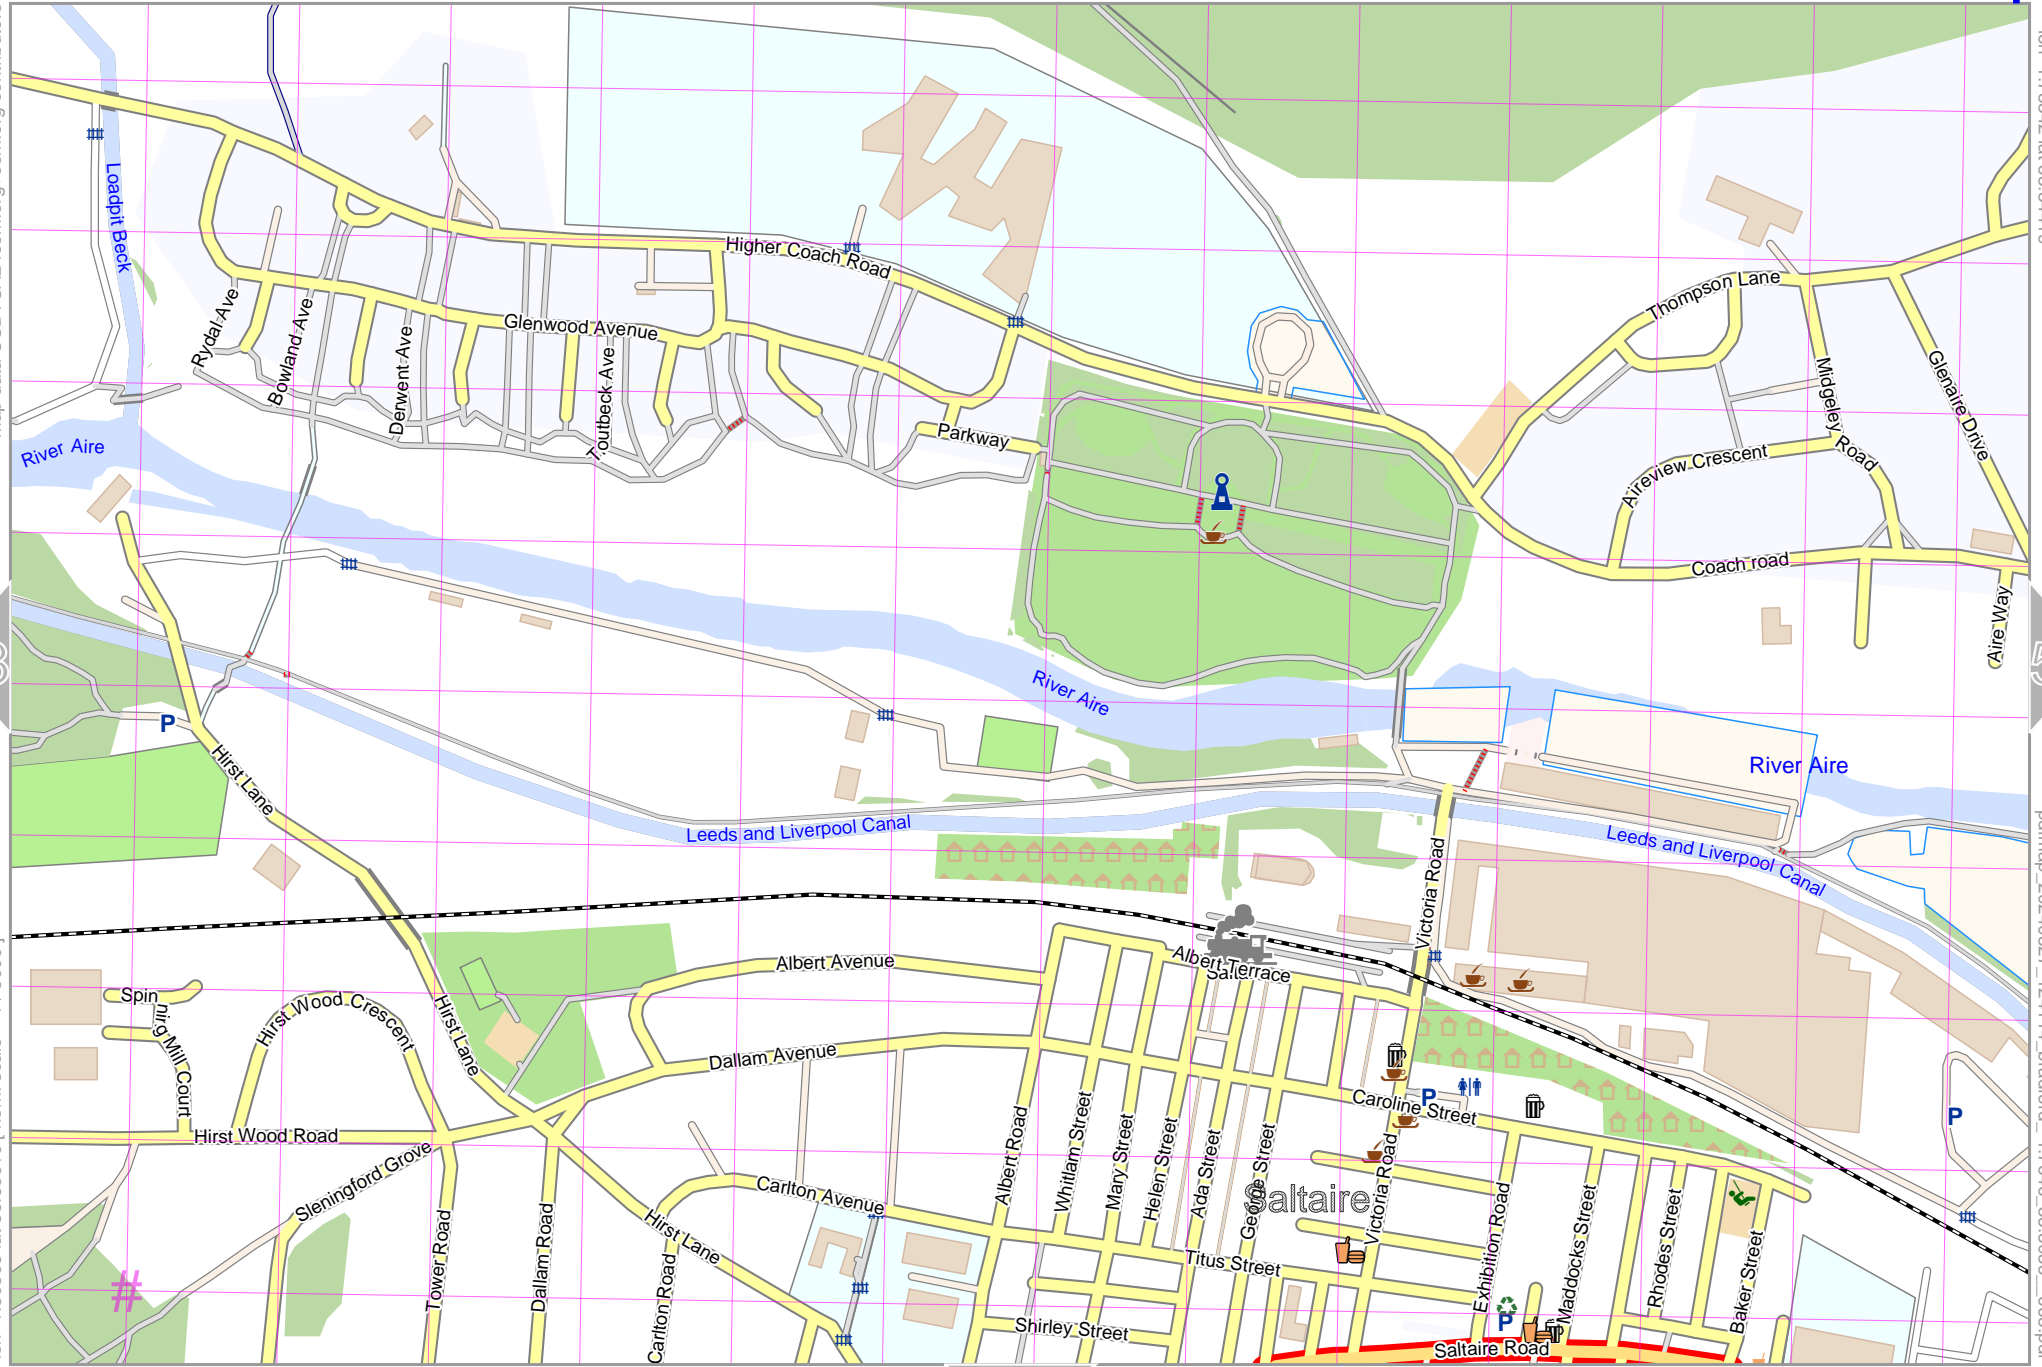 Loadpit Beck
Higher Coach Road
Thompson Lane
Rydal Ave
Bowland Ave
Derwent Ave
Glenwood Avenue
Troutbeck Ave
Midgeley Road
Glenaire Drive
Parkway
River Aire
Aireview Crescent
Coach road
Aire Way
River Aire
P
Hirst Lane
River Aire
Leeds and Liverpool Canal
Victoria Road
Leeds and Liverpool Canal
Albert Avenue
Albert Terrace
Spinning Mill Court
Hirst Wood Crescent
Hirst Lane
Dallam Avenue
P
Caroline Street
P
Hirst Wood Road
Sleningford Grove
Albert Road
Whitlam Street
Mary Street
Helen Street
Ada Street
George Street
Victoria Road
Saltaire
Carlton Avenue
Hirst Lane
Tower Road
Dallam Road
Carlton Road
Titus Street
Exhibition Road
Maddocks Street
Rhodes Street
Baker Street
#
P
Shirley Street
Saltaire Road